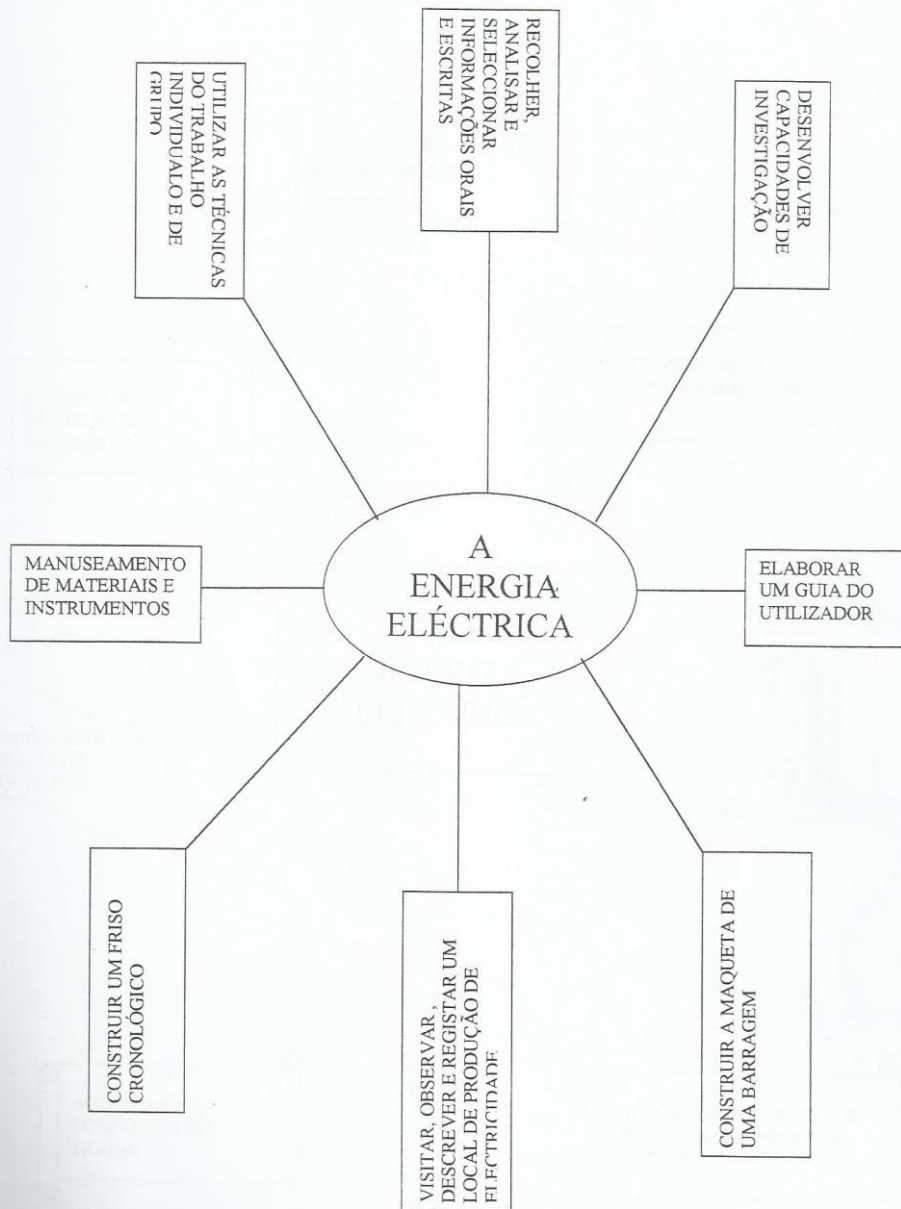 UTILIZAR AS TÉCNICAS
DO TRABALHO
INDIVIDUALO E DE
GRUPO
RECOLHER,
ANALISAR E
SELECCIONAR
INFORMAÇÕES ORAIS
E ESCRITAS
DESENVOLVER
CAPACIDADES DE
INVESTIGAÇÃO
MANUSEAMENTO
DE MATERIAIS E
INSTRUMENTOS
A
ENERGIA
ELÉCTRICA
ELABORAR
UM GUIA DO
UTILIZADOR
CONSTRUIR UM FRISO
CRONOLÓGICO
VISITAR, OBSERVAR ,
DESCREVER E REGISTAR UM
LOCAL DE PRODUÇÃO DE
ELECTRICIDADE
CONSTRUIR A MAQUETA DE
UMA BARRAGEM